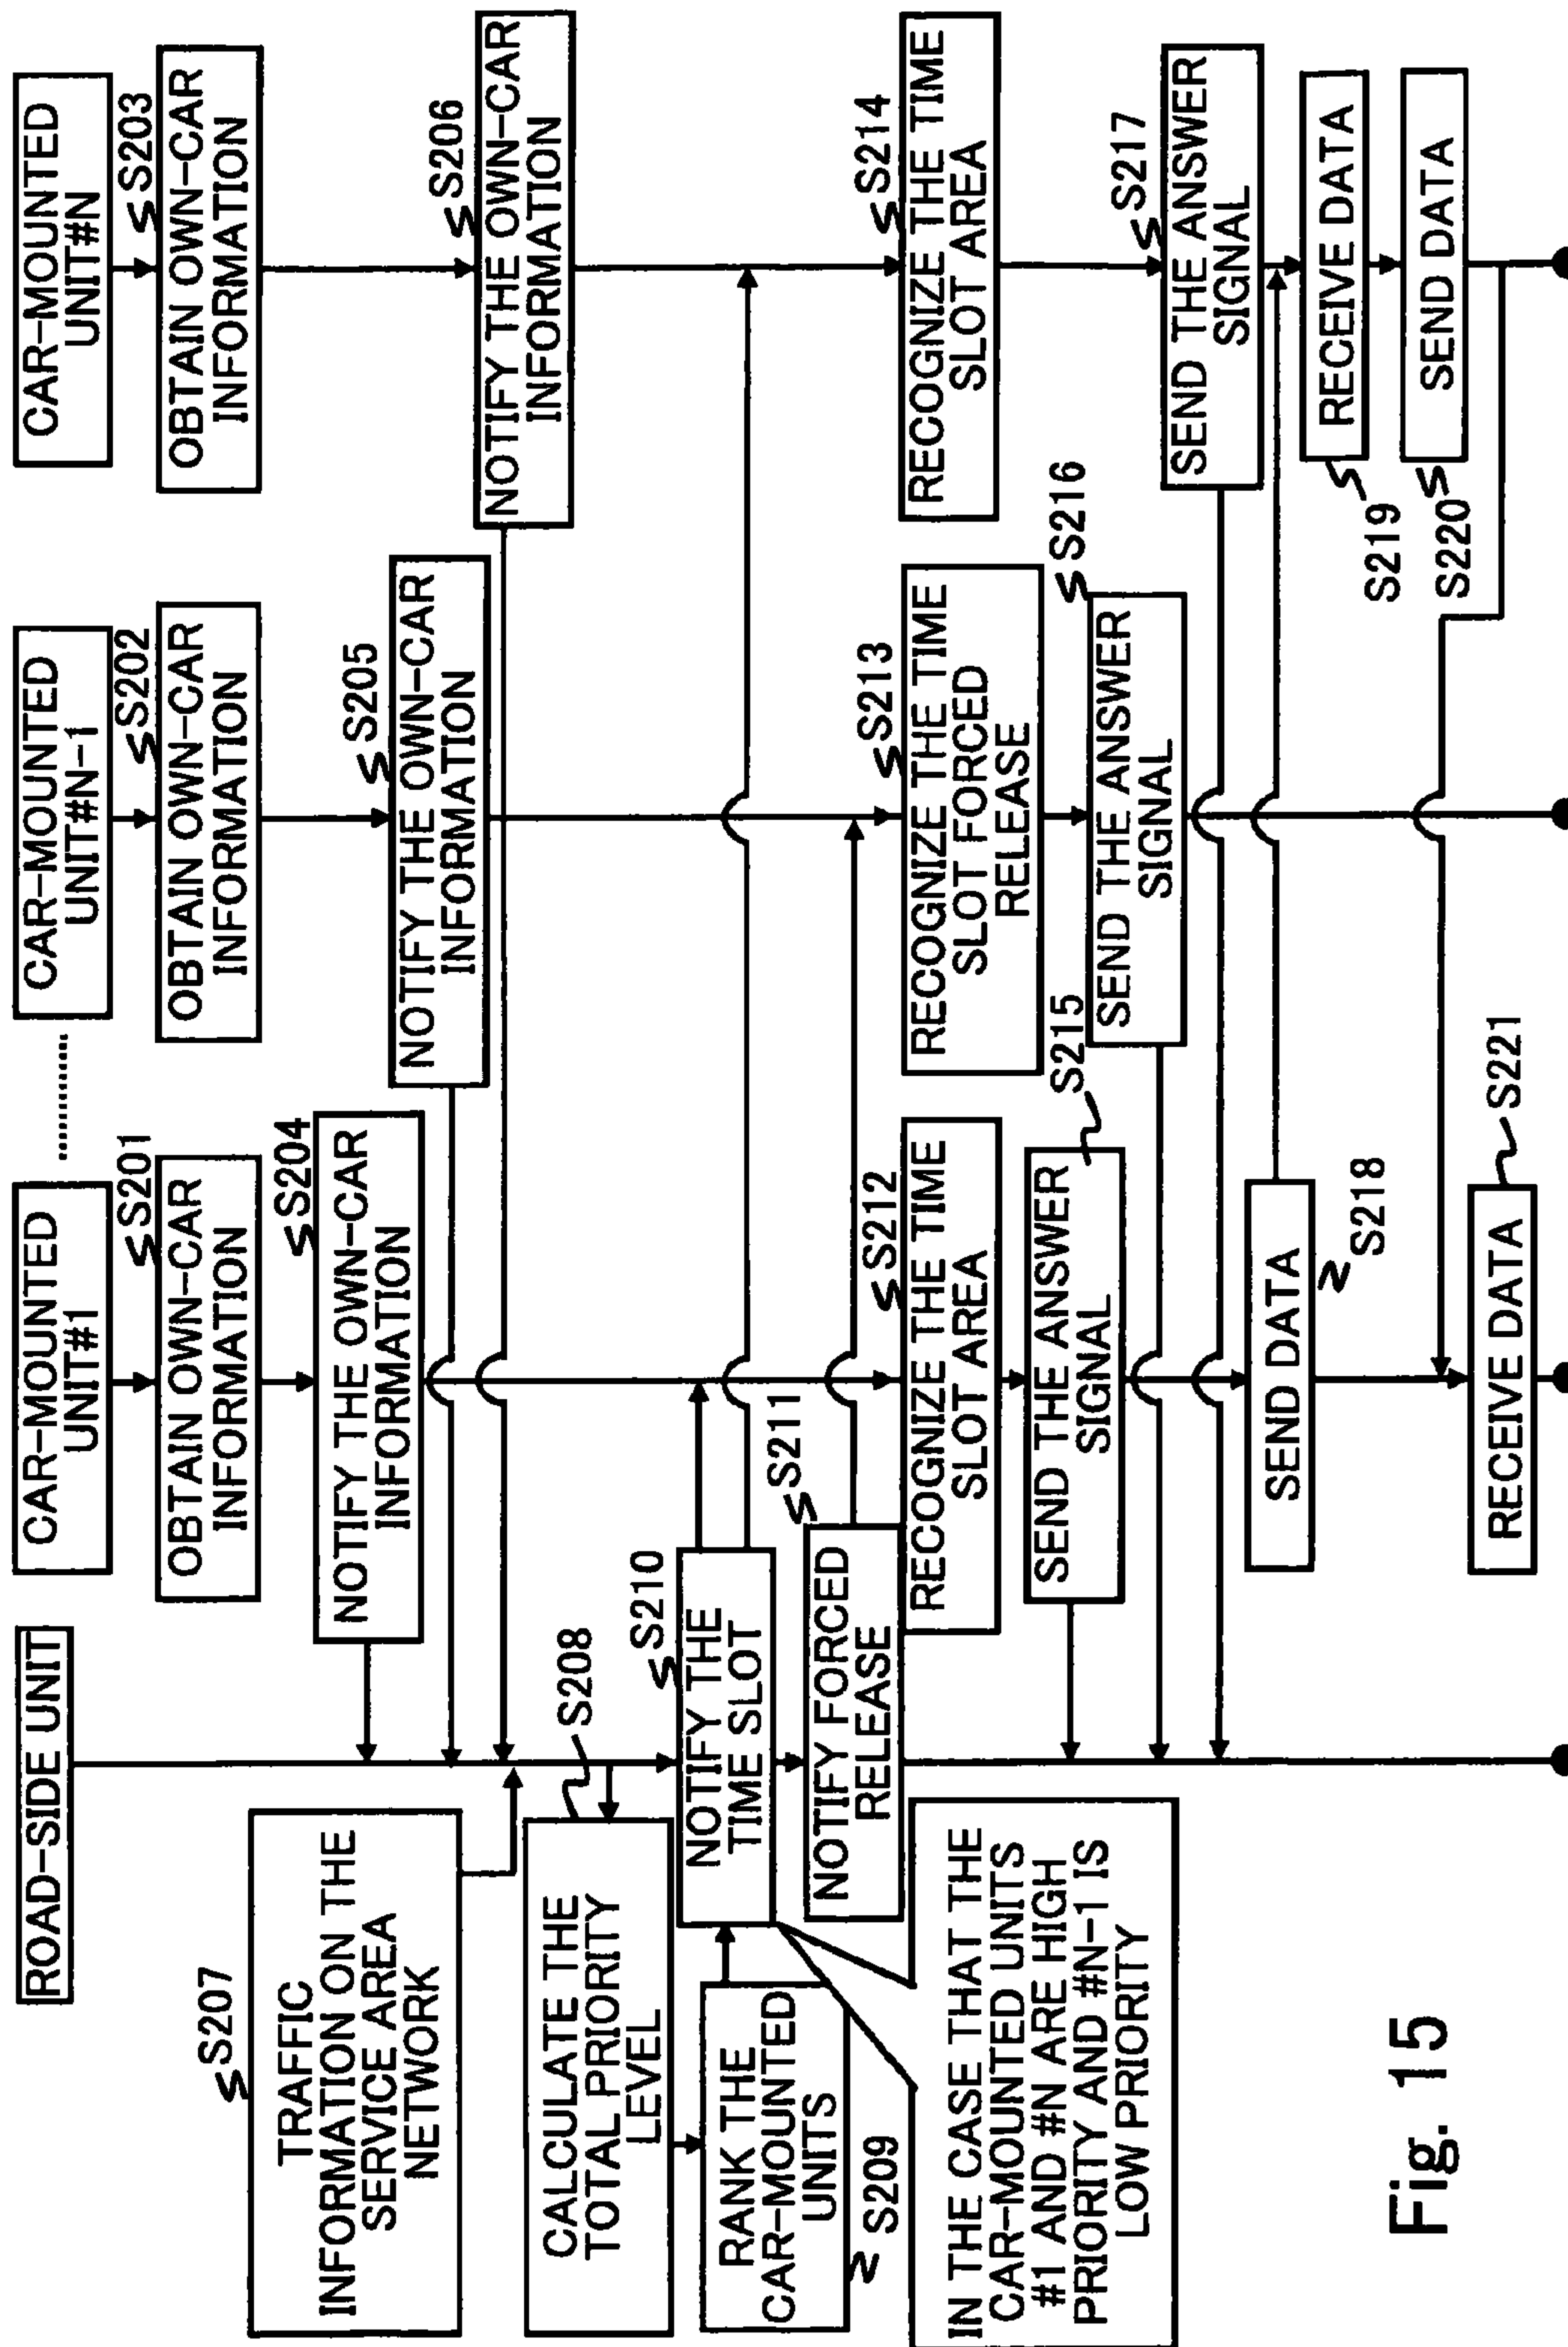 ROAD-SIDE UNIT
CAR-MOUNTED
UNIT#1
CAR-MOUNTED
UNIT#N-1
CAR-MOUNTED
UNIT#N
S201
OBTAIN OWN-CAR
INFORMATION
S202
OBTAIN OWN-CAR
INFORMATION
S203
OBTAIN OWN-CAR
INFORMATION
S204
NOTIFY THE OWN-CAR
INFORMATION
S205
NOTIFY THE OWN-CAR
INFORMATION
S206
NOTIFY THE OWN-CAR
INFORMATION
S207
TRAFFIC
INFORMATION ON THE
SERVICE AREA
NETWORK
S208
CALCULATE THE
TOTAL PRIORITY
LEVEL
RANK THE
CAR-MOUNTED
UNITS
S209
S210
NOTIFY THE
TIME SLOT
S211
NOTIFY FORCED
RELEASE
IN THE CASE THAT THE
CAR-MOUNTED UNITS
#1 AND #N ARE HIGH
PRIORITY AND #N-1 IS
LOW PRIORITY
S212
RECOGNIZE THE TIME
SLOT AREA
S213
RECOGNIZE THE TIME
SLOT FORCED
RELEASE
S214
RECOGNIZE THE TIME
SLOT AREA
S215
SEND THE ANSWER
SIGNAL
S216
SEND THE ANSWER
SIGNAL
S217
SEND THE ANSWER
SIGNAL
SEND DATA
S218
RECEIVE DATA
S219
SEND DATA
S220
RECEIVE DATA
S221
Fig. 15